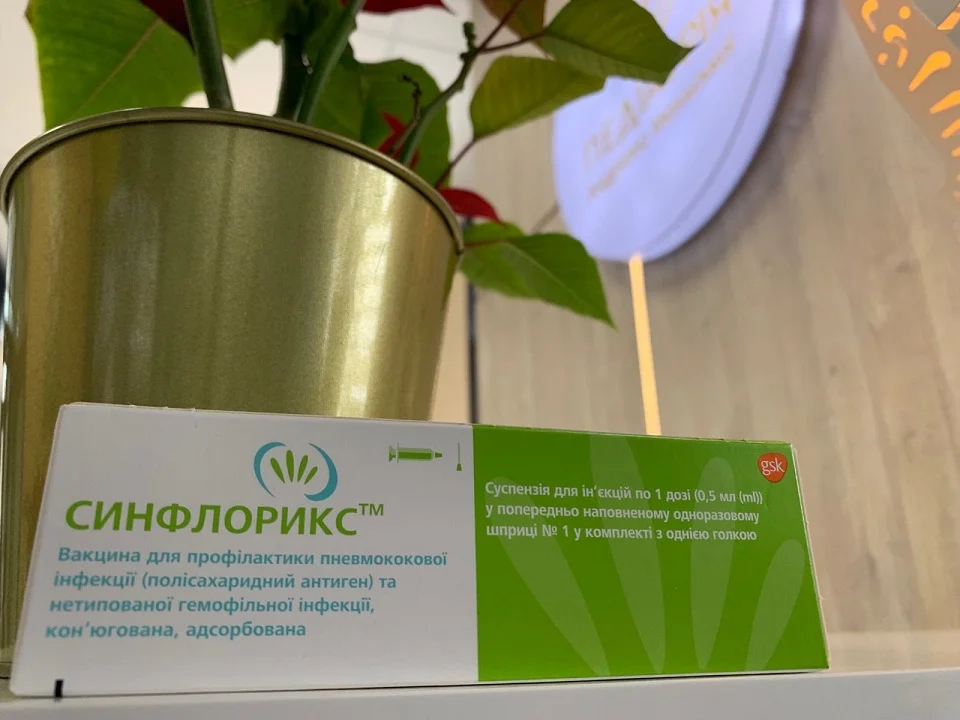 СИНФЛОРИКС™
Вакцина для профілактики пневмококової
інфекції (полісахаридний антиген) та
нетипованої гемофільної інфекції,
кон'югована, адсорбована
gsk
Суспензія для ін'єкцій по 1 дозі (0,5 мл (ml))
у попередньо наповненому одноразовому
шприці № 1 у комплекті з однією голкою